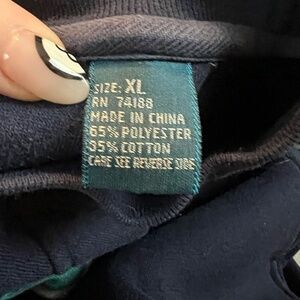 SIZE: XL
RN 74188
MADE IN CHINA
65% POLYESTER
35% COTTON
CARE SEE REVERSE SIDE